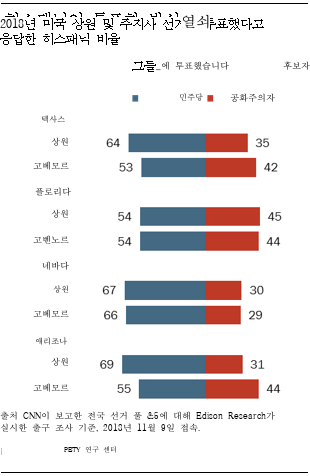 2018년 미국 상원 및 주지사 선거 투표했다고
응답한 히스패닉 비율
그들_에 투표했습니다 후보자
민주당 공화주의자
텍사스
상원 64 35
고베모르 53 42
플로리다
상원 54 45
고벤노르 54 44
네바다
상원 67 30
고베모르 66 29
애리조나
상원 69 31
고베모르 55 44
출처 CNN이 보고한 전국 선거 풀 에 대해 Edison Research가
실시한 출구 조사 기준, 2018년 11월 9일 접속.
PETY 연구 센터